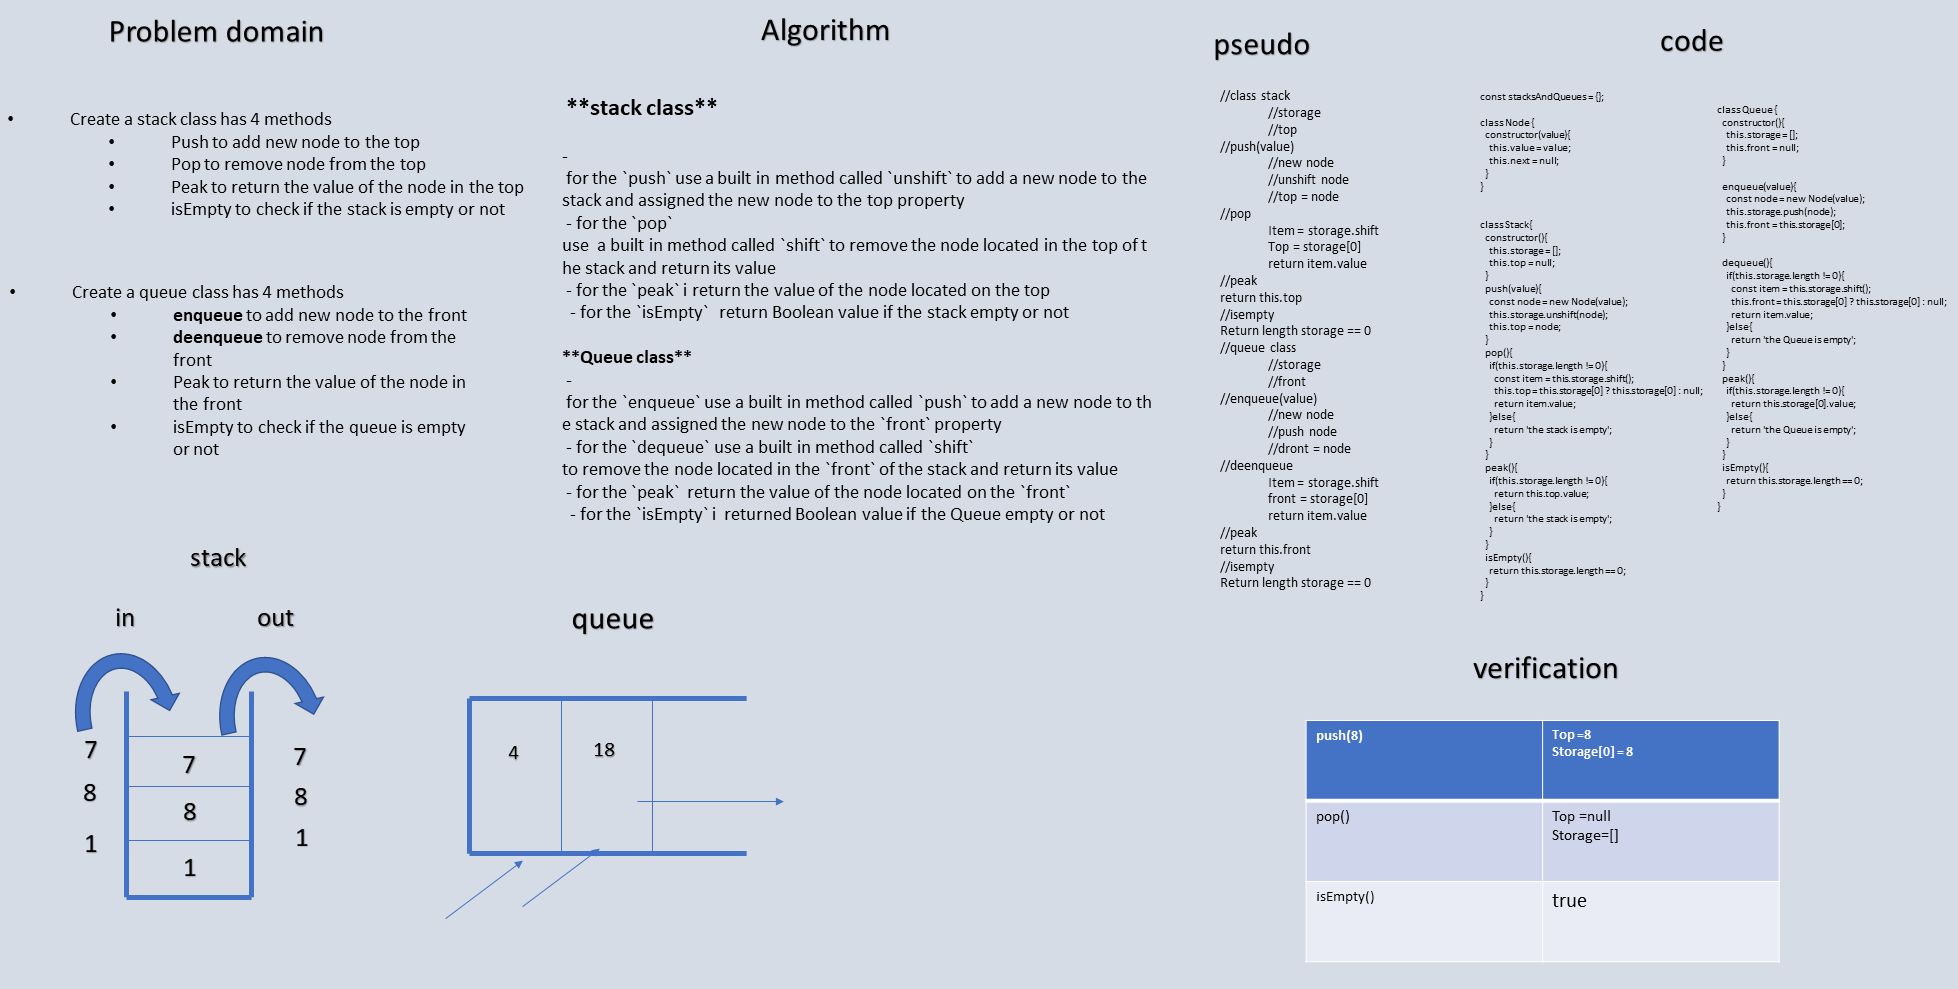 Problem domain
• Create a stack class has 4 methods
• Push to add new node to the top
• Pop to remove node from the top
• Peak to return the value of the node in the top
• isEmpty to check if the stack is empty or not
• Create a queue class has 4 methods
• enqueue to add new node to the front
• deenqueue to remove node from the
front
• Peak to return the value of the node in
the front
• isEmpty to check if the queue is empty
or not
Algorithm
**stack class**
-
for the `push` use a built in method called `unshift` to add a new node to the
stack and assigned the new node to the top property
- for the `pop`
use a built in method called `shift` to remove the node located in the top of t
he stack and return its value
- for the `peak` i return the value of the node located on the top
- for the `isEmpty` return Boolean value if the stack empty or not
**Queue class**
-
for the `enqueue` use a built in method called `push` to add a new node to th
e stack and assigned the new node to the `front` property
- for the `dequeue` use a built in method called `shift`
to remove the node located in the `front` of the stack and return its value
- for the `peak` return the value of the node located on the `front`
- for the `isEmpty` i returned Boolean value if the Queue empty or not
pseudo
//class stack
//storage
//top
//push(value)
//new node
//unshift node
//top = node
//pop
Item = storage.shift
Top = storage[0]
return item.value
//peak
return this.top
//isempty
Return length storage == 0
//queue class
//storage
//front
//enqueue(value)
//new node
//push node
//dront = node
//deenqueue
Item = storage.shift
front = storage[0]
return item.value
//peak
return this.front
//isempty
Return length storage == 0
code
const stacksAndQueues = {};
class Node {
constructor(value){
this.value = value;
this.next = null;
}
}
class Stack{
constructor(){
this.storage = [];
this.top = null;
}
push(value){
const node = new Node(value);
this.storage.unshift(node);
this.top = node;
}
pop(){
if(this.storage.length != 0){
const item = this.storage.shift();
this.top = this.storage[0] ? this.storage[0] : null;
return item.value;
}else{
return 'the stack is empty';
}
}
peak(){
if(this.storage.length != 0){
return this.top.value;
}else{
return 'the stack is empty';
}
}
isEmpty(){
return this.storage.length == 0;
}
}
class Queue {
constructor(){
this.storage = [];
this.front = null;
}
enqueue(value){
const node = new Node(value);
this.storage.push(node);
this.front = this.storage[0];
}
dequeue(){
if(this.storage.length != 0){
const item = this.storage.shift();
this.front = this.storage[0] ? this.storage[0] : null;
return item.value;
}else{
return 'the Queue is empty';
}
}
peak(){
if(this.storage.length != 0){
return this.storage[0].value;
}else{
return 'the Queue is empty';
}
}
isEmpty(){
return this.storage.length == 0;
}
}
stack
in
out
7
8
1
7
8
1
7
8
1
queue
4
18
verification
push(8)
Top =8
Storage[0] = 8
pop()
Top =null
Storage=[]
isEmpty()
true